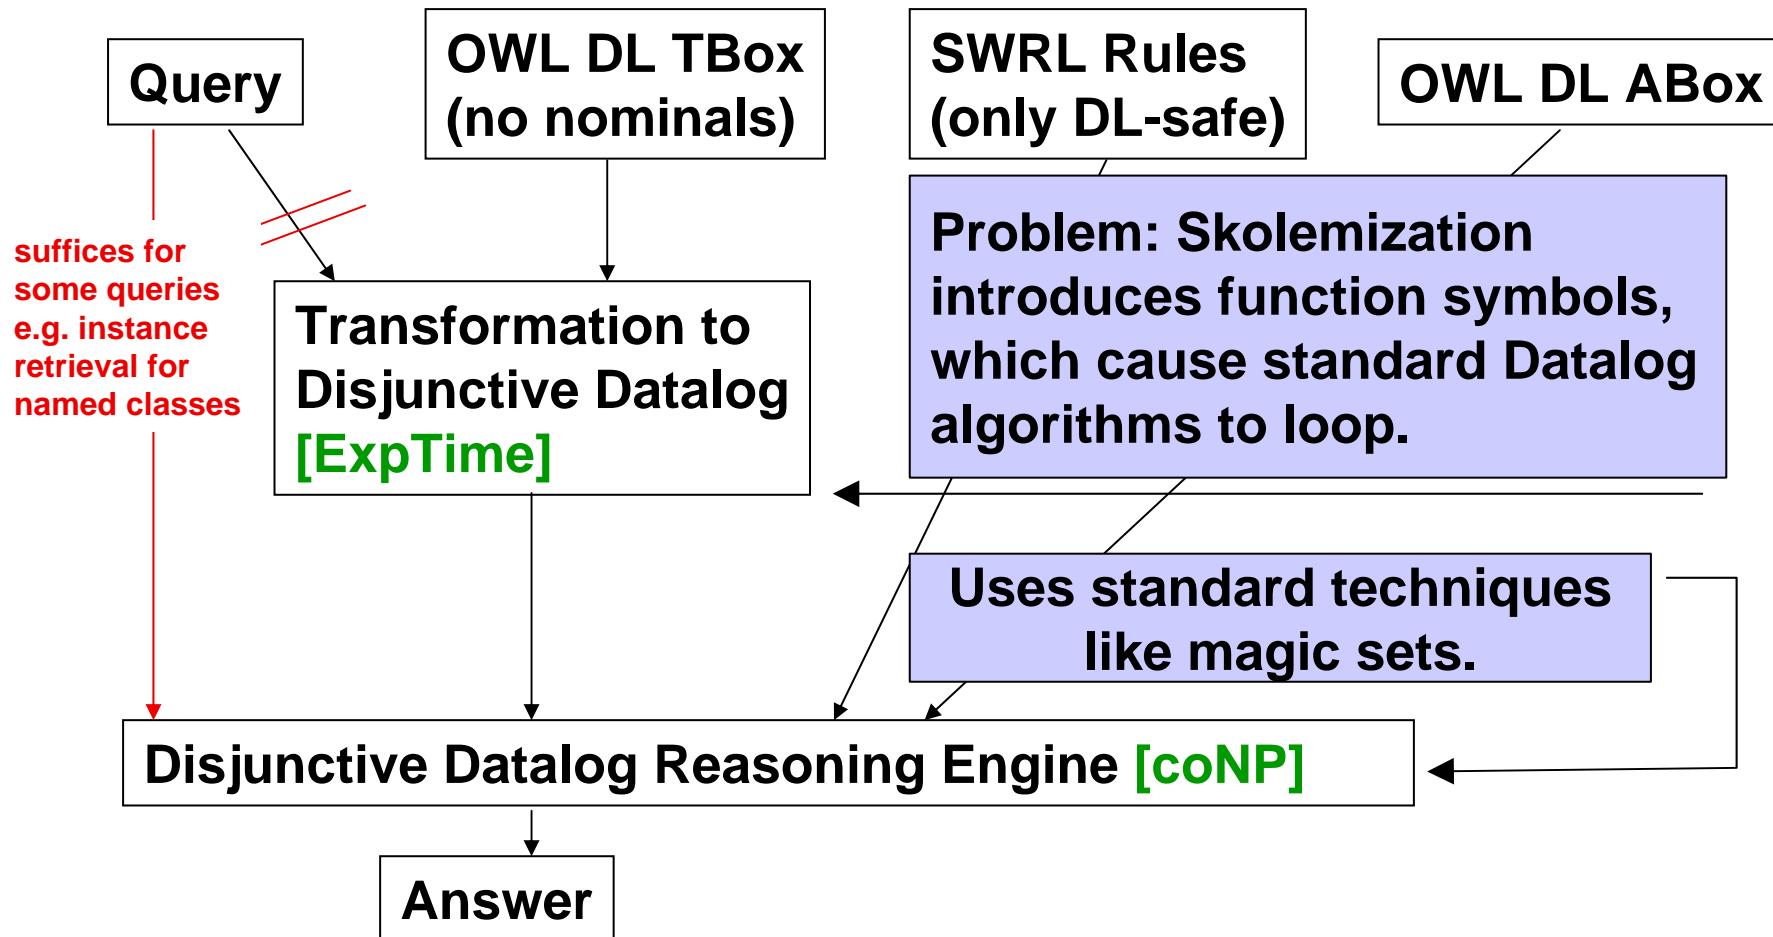 Query
OWL DL TBox
(no nominals)
SWRL Rules
(only DL-safe)
OWL DL ABox
suffices for
some queries
e.g. instance
retrieval for
named classes
Transformation to
Disjunctive Datalog
[ExpTime]
Problem: Skolemization
introduces function symbols,
which cause standard Datalog
algorithms to loop.
Uses standard techniques
like magic sets.
Disjunctive Datalog Reasoning Engine [coNP]
Answer